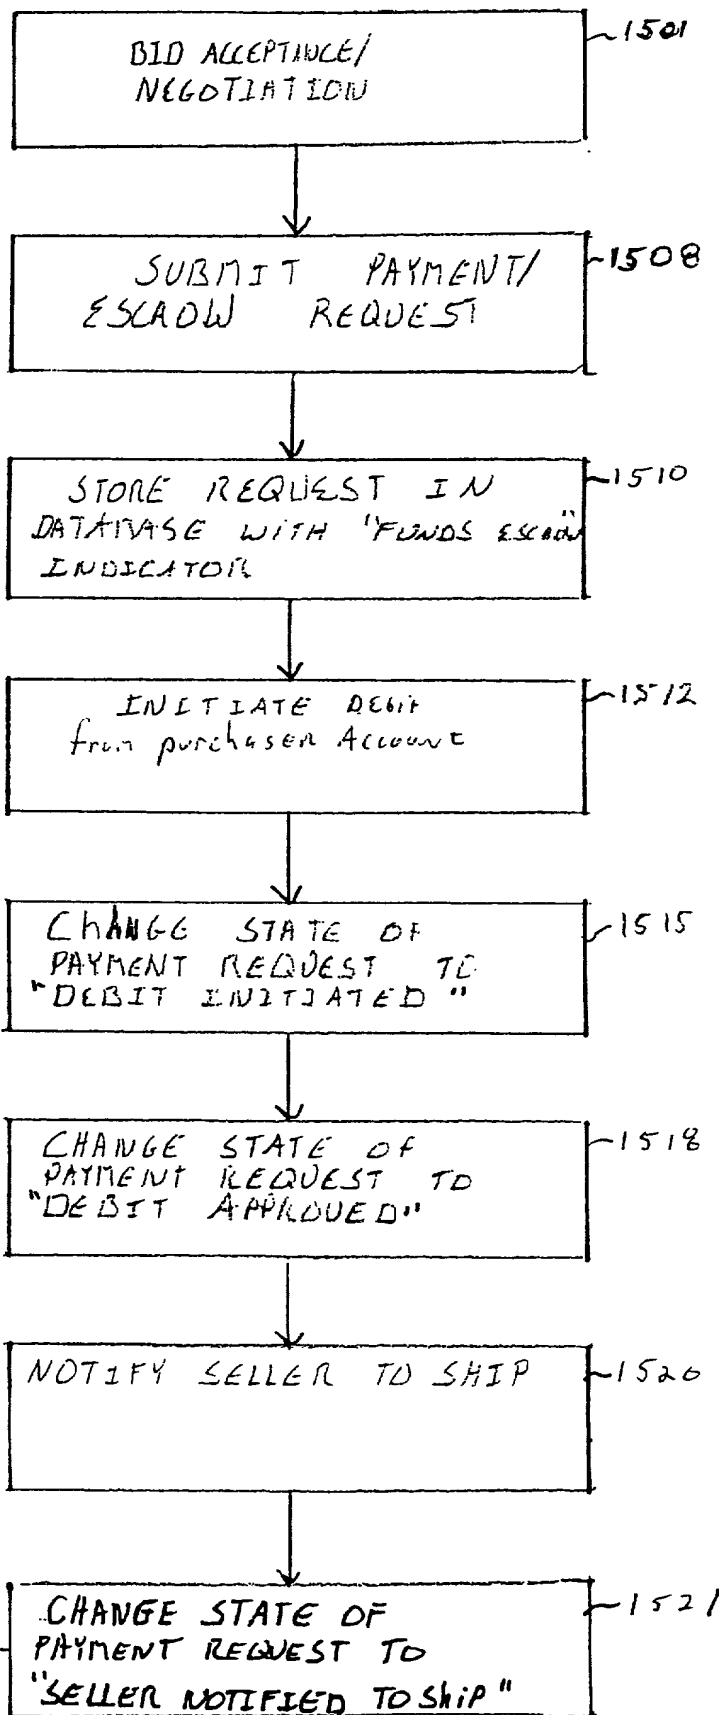 BID ACCEPTANCE/
NEGOTIATION
1501
SUBMIT PAYMENT/
ESCROW REQUEST
1508
STORE REQUEST IN
DATABASE WITH "FUNDS ESCROW"
INDICATOR
1510
INITIATE DEbit
from purchaser Account
1512
ChANGE STATE OF
PAYMENT REQUEST TO
"DEBIT INITIATED"
1515
CHANGE STATE OF
PAYMENT REQUEST TO
"DEBIT APPROVED"
1518
NOTIFY SELLER TO SHIP
1520
CHANGE STATE OF
PAYMENT REQUEST TO
"SELLER NOTIFIED TO ShiP"
1521